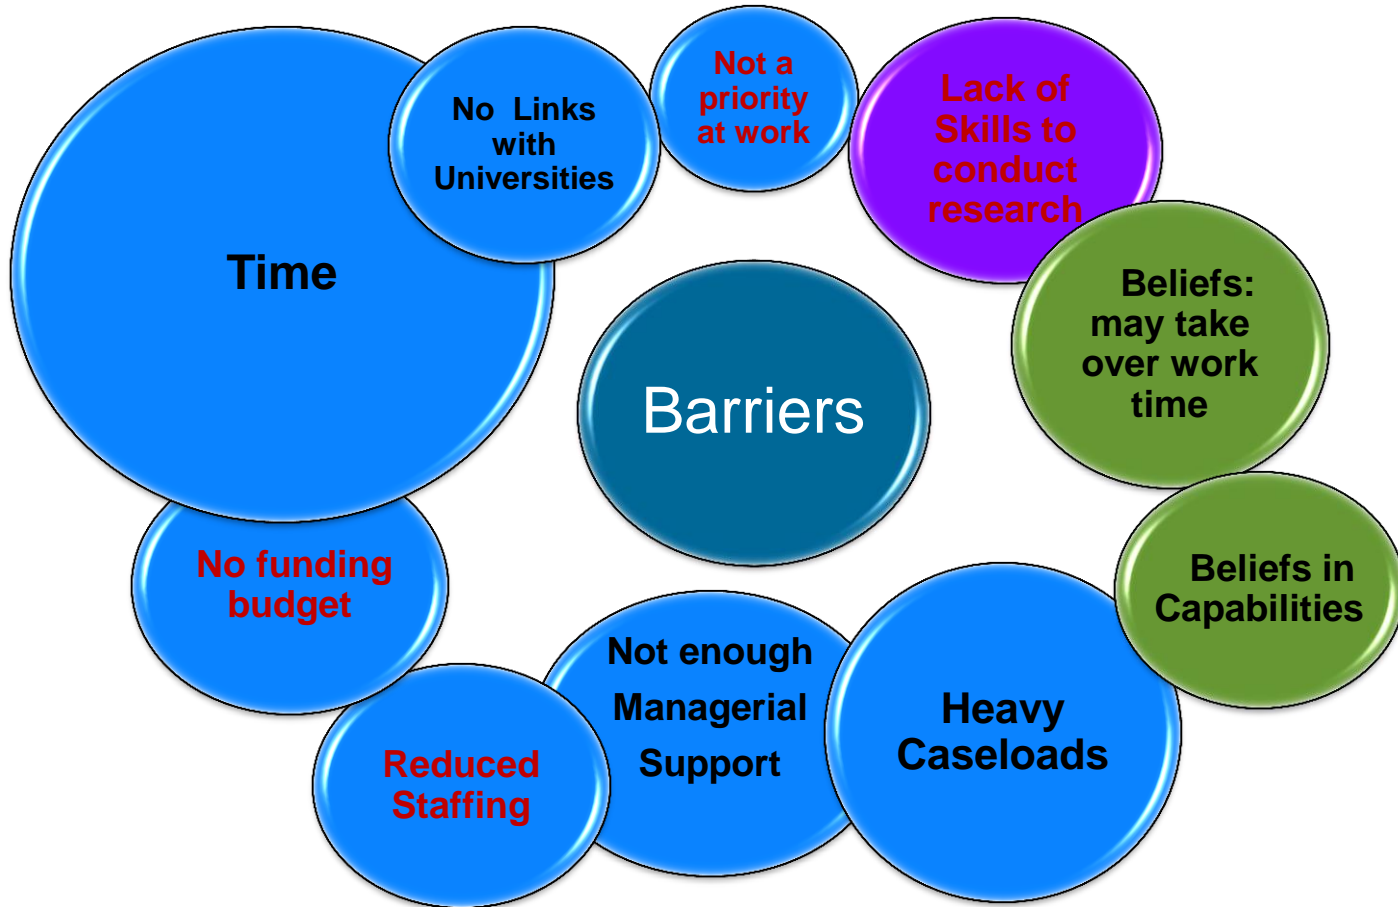 Time
No Links
with
Universities
Not a
priority
at work
Lack of
Skills to
conduct
research
Beliefs:
may take
over work
time
Beliefs in
Capabilities
Heavy
Caseloads
Not enough
Managerial
Support
Reduced
Staffing
No funding
budget
Barriers